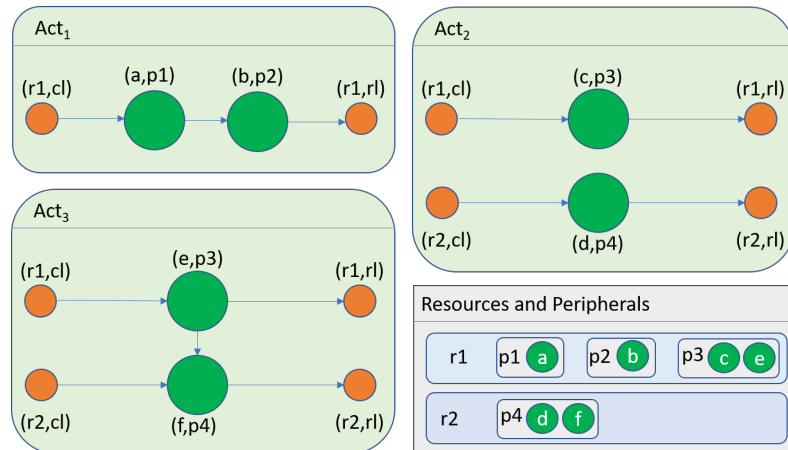 Act1
(r1,cl) (a,p1) (b,p2) (r1,rl)
Act2
(r1,cl) (c,p3) (r1,rl)
(r2,cl) (d,p4) (r2,rl)
Act3
(r1,cl) (e,p3) (r1,rl)
(r2,cl) (f,p4) (r2,rl)
Resources and Peripherals
r1 p1 a p2 b p3 c e
r2 p4 d f